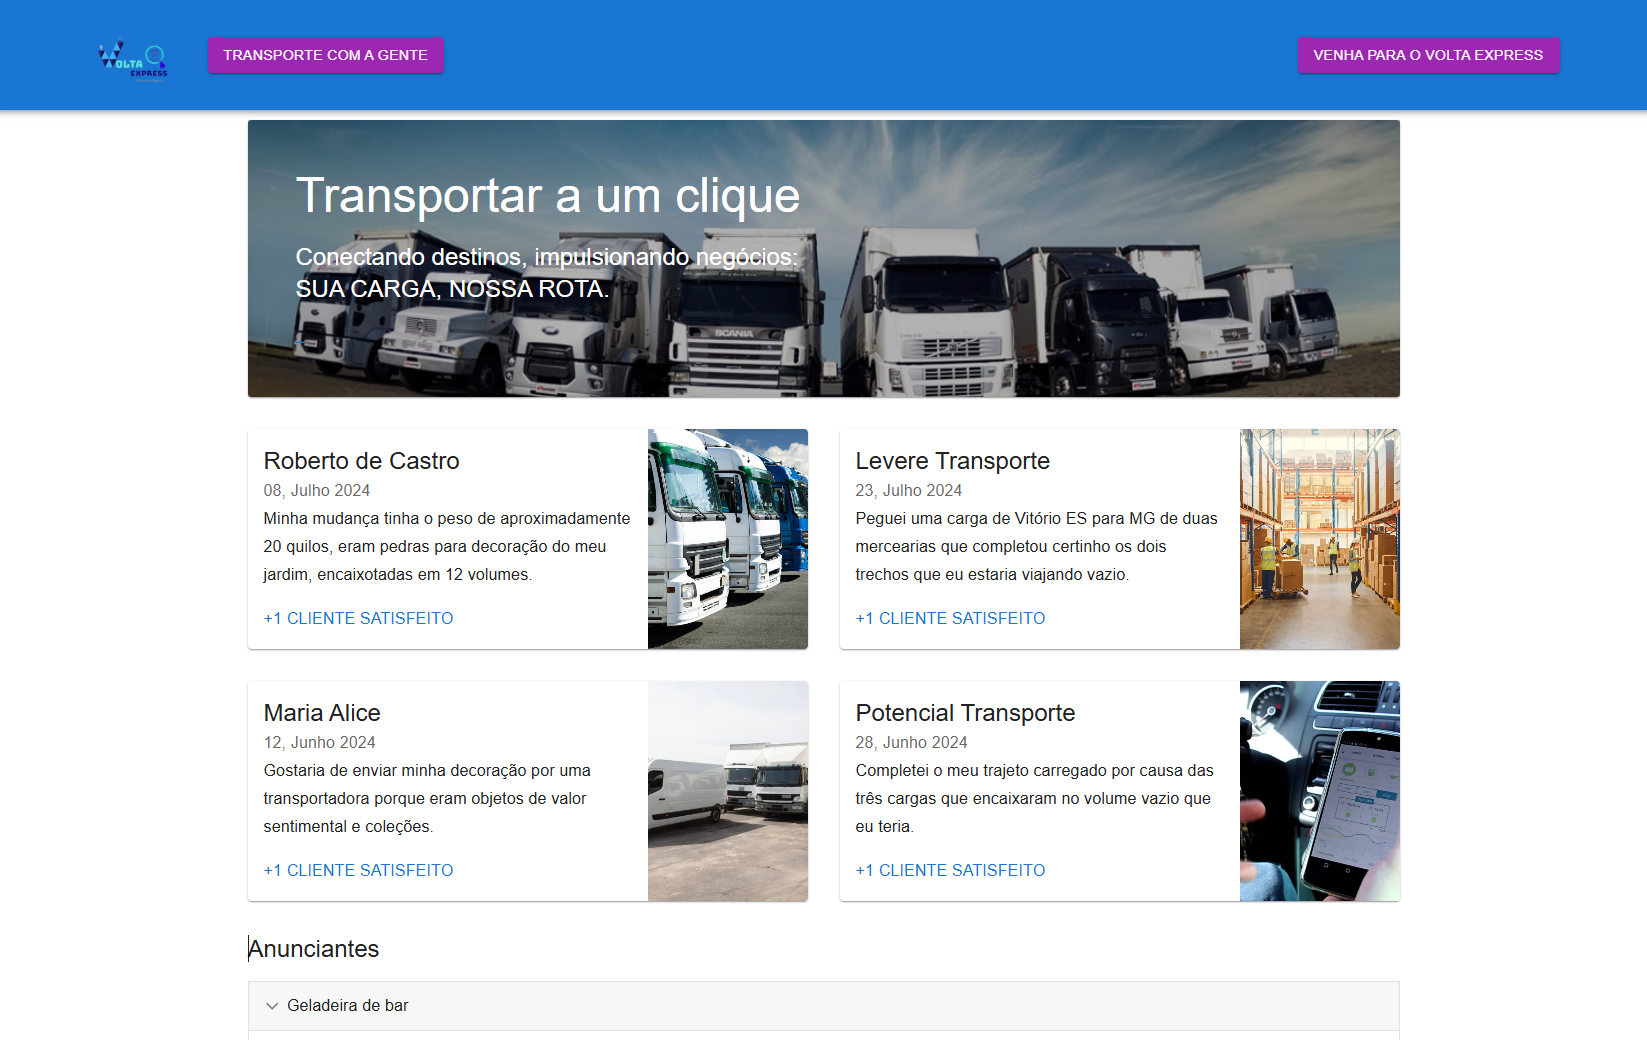 VOLTA
EXPRESS
TRANSPORTE COM A GENTE
VENHA PARA O VOLTA EXPRESS
Transportar a um clique
Conectando destinos, impulsionando negócios:
SUA CARGA, NOSSA ROTA.
SCANIA
Roberto de Castro
08, Julho 2024
Minha mudança tinha o peso de aproximadamente
20 quilos, eram pedras para decoração do meu
jardim, encaixotadas em 12 volumes.
+1 CLIENTE SATISFEITO
Levere Transporte
23, Julho 2024
Peguei uma carga de Vitório ES para MG de duas
mercearias que completou certinho os dois
trechos que eu estaria viajando vazio.
+1 CLIENTE SATISFEITO
Maria Alice
12, Junho 2024
Gostaria de enviar minha decoração por uma
transportadora porque eram objetos de valor
sentimental e coleções.
+1 CLIENTE SATISFEITO
Potencial Transporte
28, Junho 2024
Completei o meu trajeto carregado por causa das
três cargas que encaixaram no volume vazio que
eu teria.
+1 CLIENTE SATISFEITO
Anunciantes
Geladeira de bar